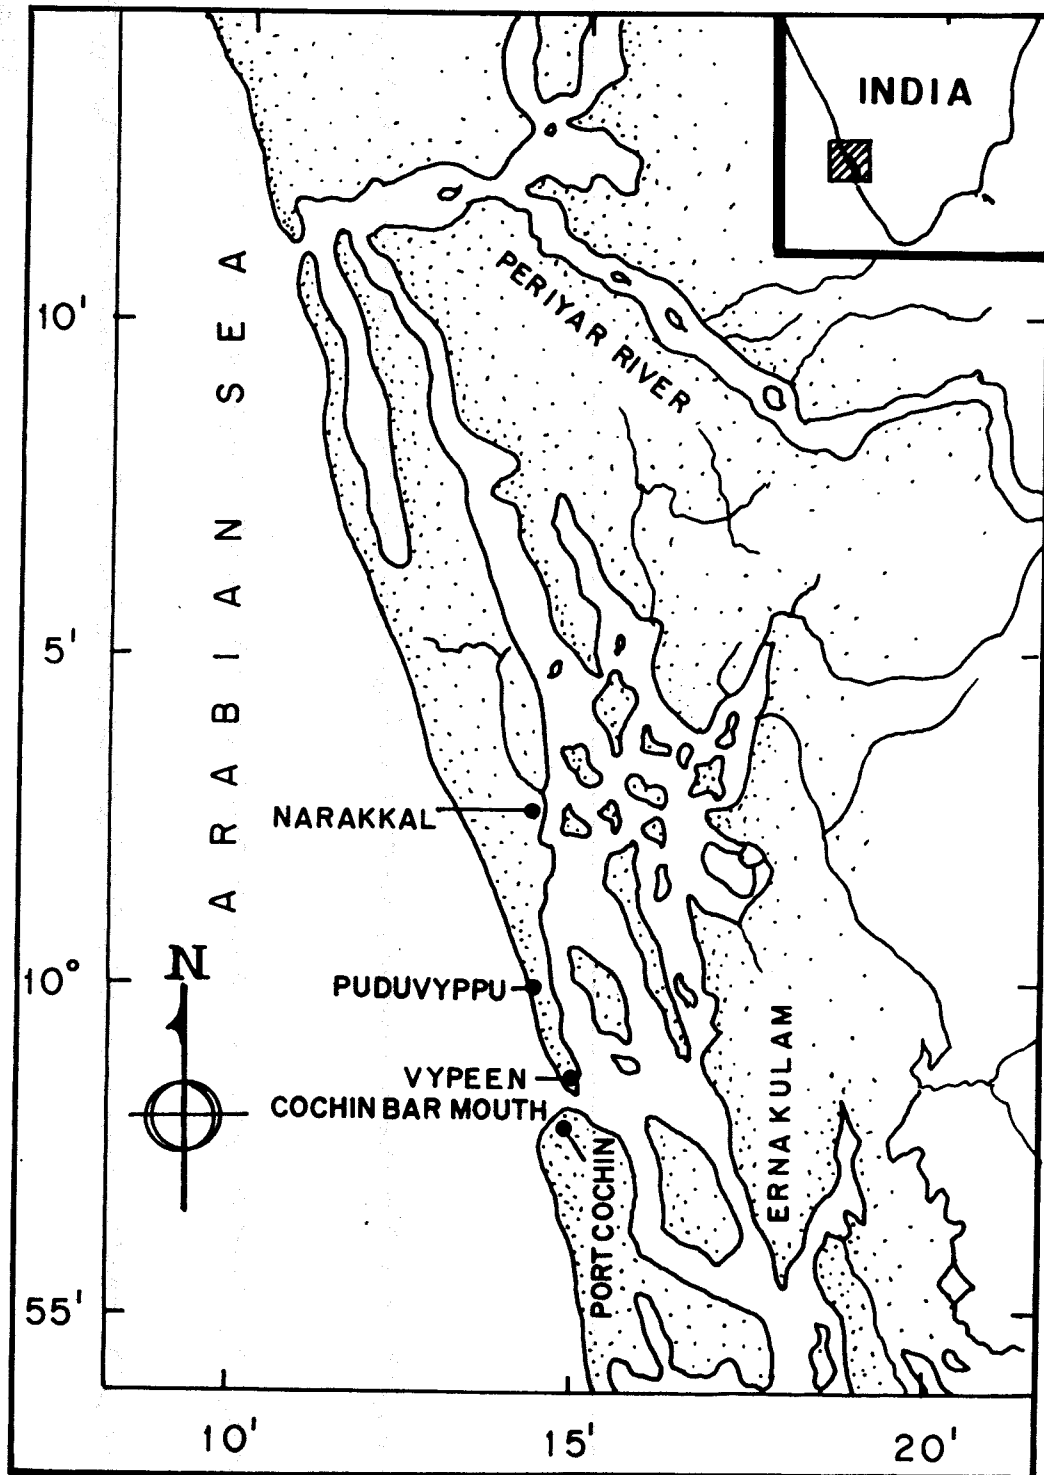 INDIA
PERIYAR RIVER
ARABIAN SEA
10'
5'
NARAKKAL
N
10°
PUDUVYPPU
VYPEEN
COCHIN BAR MOUTH
ERNAKULAM
PORT COCHIN
55'
10'
15'
20'